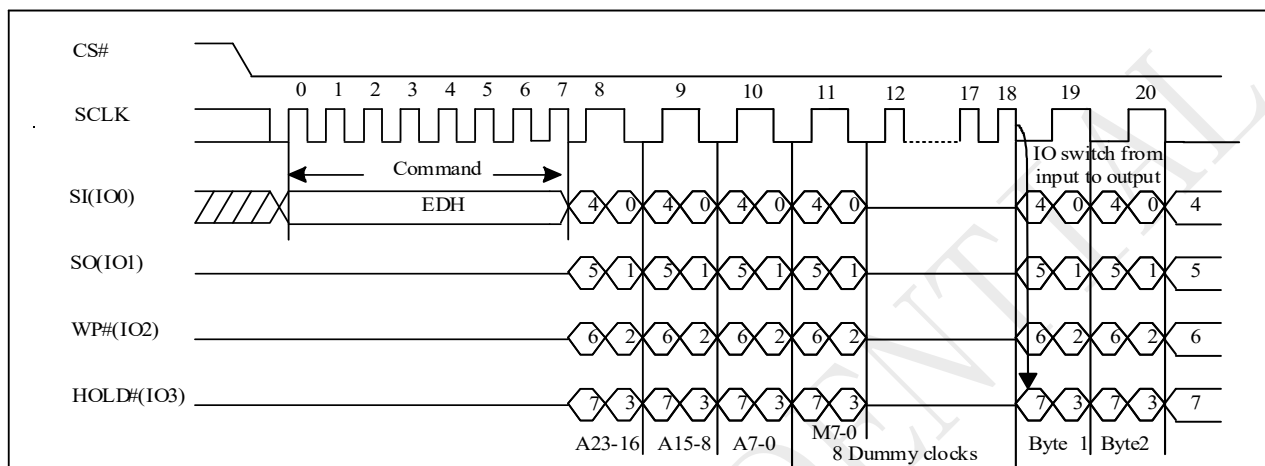 CS#
0 1 2 3 4 5 6 7 8 9 10 11 12 17 18 19 20
SCLK
Command
IO switch from
input to output
SI(IO0)
EDH
4 0 4 0 4 0 4 0 4 0 4 0 4
SO(IO1)
5 1 5 1 5 1 5 1 5 1 5 1 5
WP#(IO2)
6 2 6 2 6 2 6 2 6 2 6 2 6
HOLD#(IO3)
7 3 7 3 7 3 7 3 7 3 7 3 7
A23-16 A15-8 A7-0 M7-0 Byte 1 Byte2
8 Dummy clocks